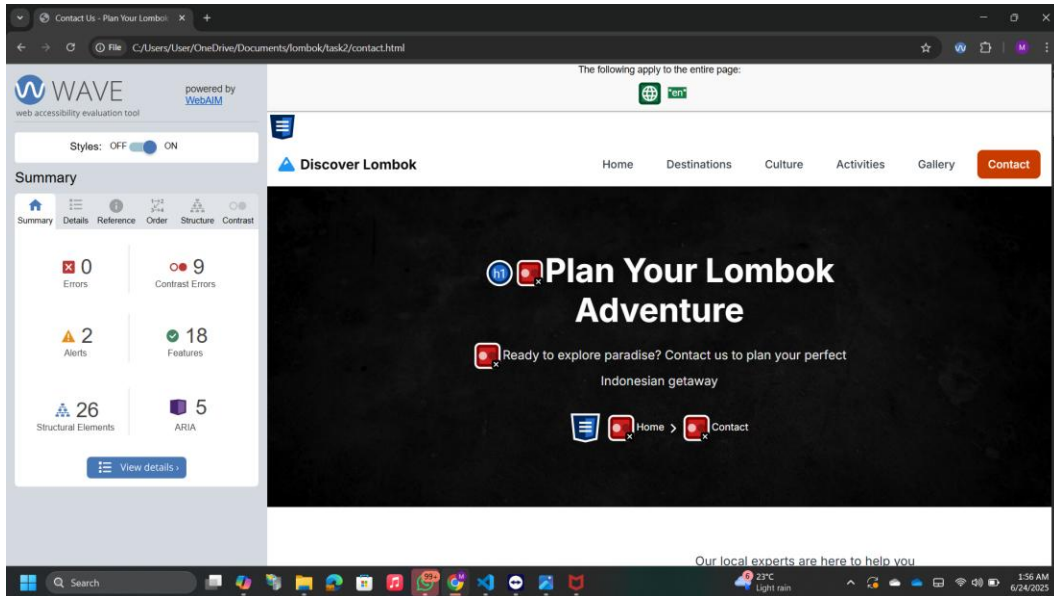 Contact Us - Plan Your Lombok
File C:/Users/User/OneDrive/Documents/lombok/task2/contact.html
M
WAVE
powered by
WebAIM
web accessibility evaluation tool
Styles: OFF ON
Summary
Summary Details Reference Order Structure Contrast
0
Errors
9
Contrast Errors
2
Alerts
18
Features
26
Structural Elements
5
ARIA
View details ›
The following apply to the entire page:
"en"
Discover Lombok
Home Destinations Culture Activities Gallery Contact
h1 Plan Your Lombok
Adventure
Ready to explore paradise? Contact us to plan your perfect
Indonesian getaway
Home > Contact
Our local experts are here to help you
Search
99+
6
23°C
Light rain
1:56 AM
6/24/2025